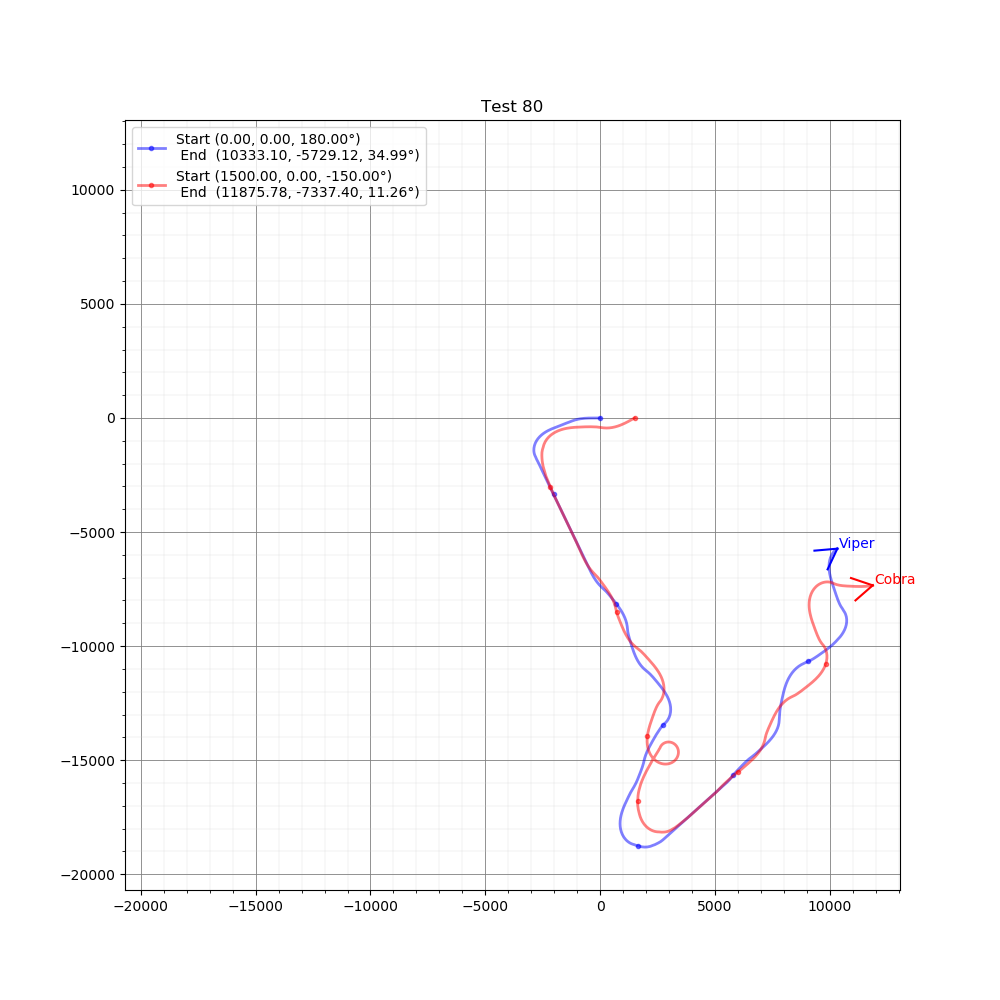 Test 80
Start (0.00, 0.00, 180.00°)
End  (10333.10, -5729.12, 34.99°)
Start (1500.00, 0.00, -150.00°)
End  (11875.78, -7337.40, 11.26°)
10000
5000
0
−5000
Viper
Cobra
−10000
−15000
−20000
−20000 −15000 −10000 −5000 0 5000 10000